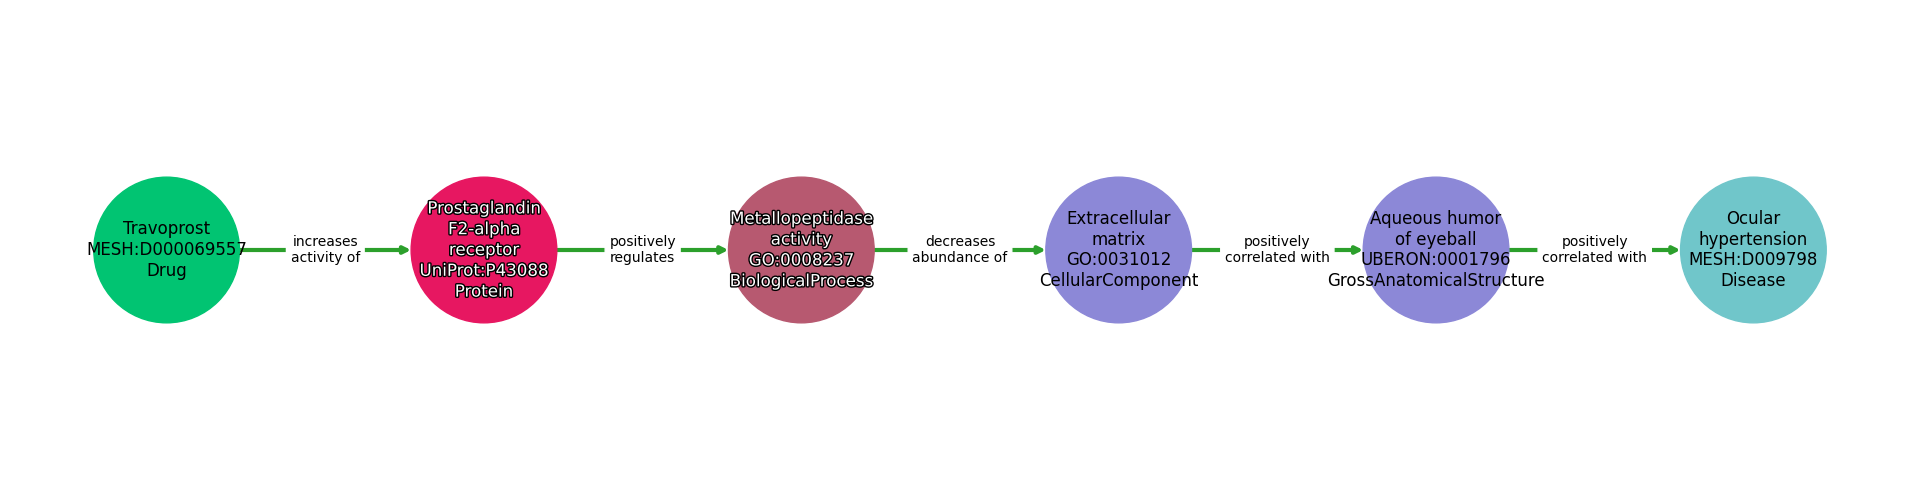 Travoprost
MESH:D000069557
Drug
increases
activity of
Prostaglandin
F2-alpha
receptor
UniProt:P43088
Protein
positively
regulates
Metallopeptidase
activity
GO:0008237
BiologicalProcess
decreases
abundance of
Extracellular
matrix
GO:0031012
CellularComponent
positively
correlated with
Aqueous humor
of eyeball
UBERON:0001796
GrossAnatomicalStructure
positively
correlated with
Ocular
hypertension
MESH:D009798
Disease